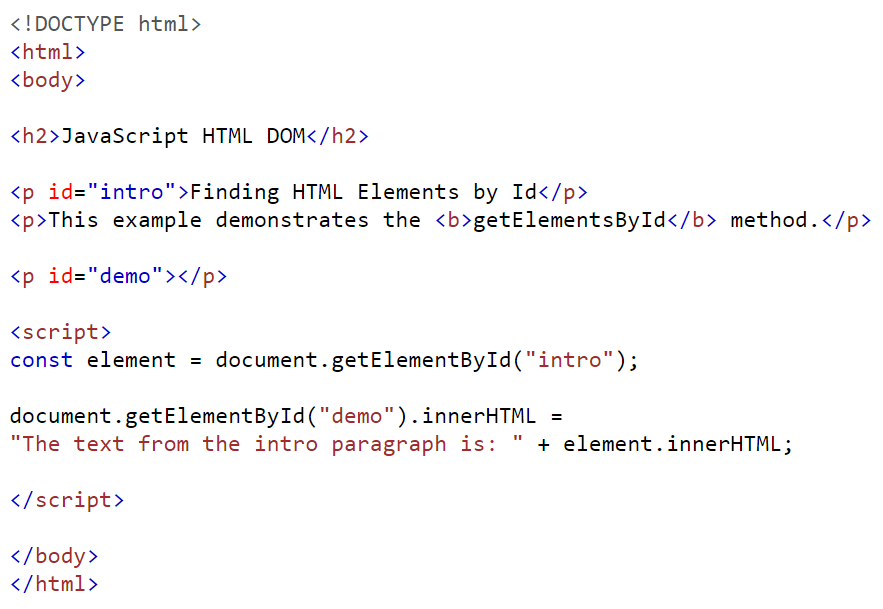 <!DOCTYPE html>
<html>
<body>
<h2>JavaScript HTML DOM</h2>
<p id="intro">Finding HTML Elements by Id</p>
<p>This example demonstrates the <b>getElementsById</b> method.</p>
<p id="demo"></p>
<script>
const element = document.getElementById("intro");
document.getElementById("demo").innerHTML =
"The text from the intro paragraph is: " + element.innerHTML;
</script>
</body>
</html>